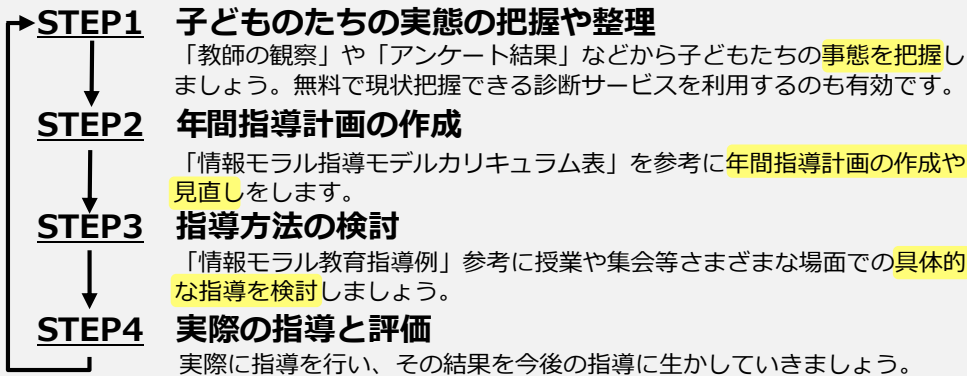 STEP1 子どものたちの実態の把握や整理
「教師の観察」や「アンケート結果」などから子どもたちの事態を把握し
ましょう。無料で現状把握できる診断サービスを利用するのも有効です。
STEP2 年間指導計画の作成
「情報モラル指導モデルカリキュラム表」を参考に年間指導計画の作成や
見直しをします。
STEP3 指導方法の検討
「情報モラル教育指導例」参考に授業や集会等さまざまな場面での具体的
な指導を検討しましょう。
STEP4 実際の指導と評価
実際に指導を行い、その結果を今後の指導に生かしていきましょう。